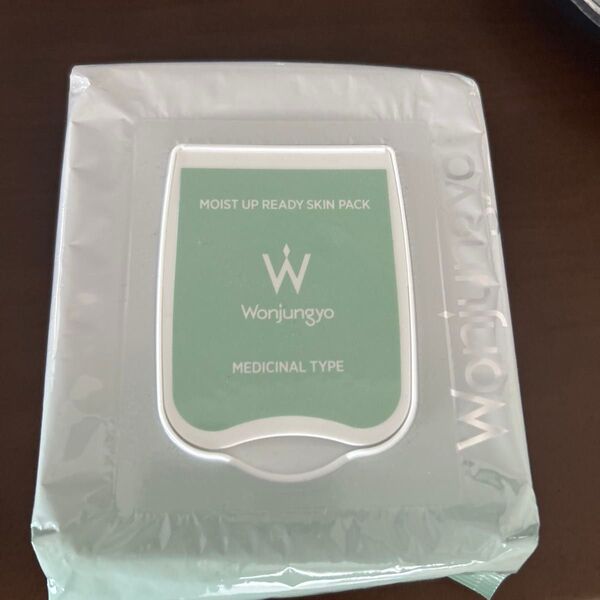 MOIST UP READY SKIN PACK
W
Wonjungyo
MEDICINAL TYPE
Wonjungyo